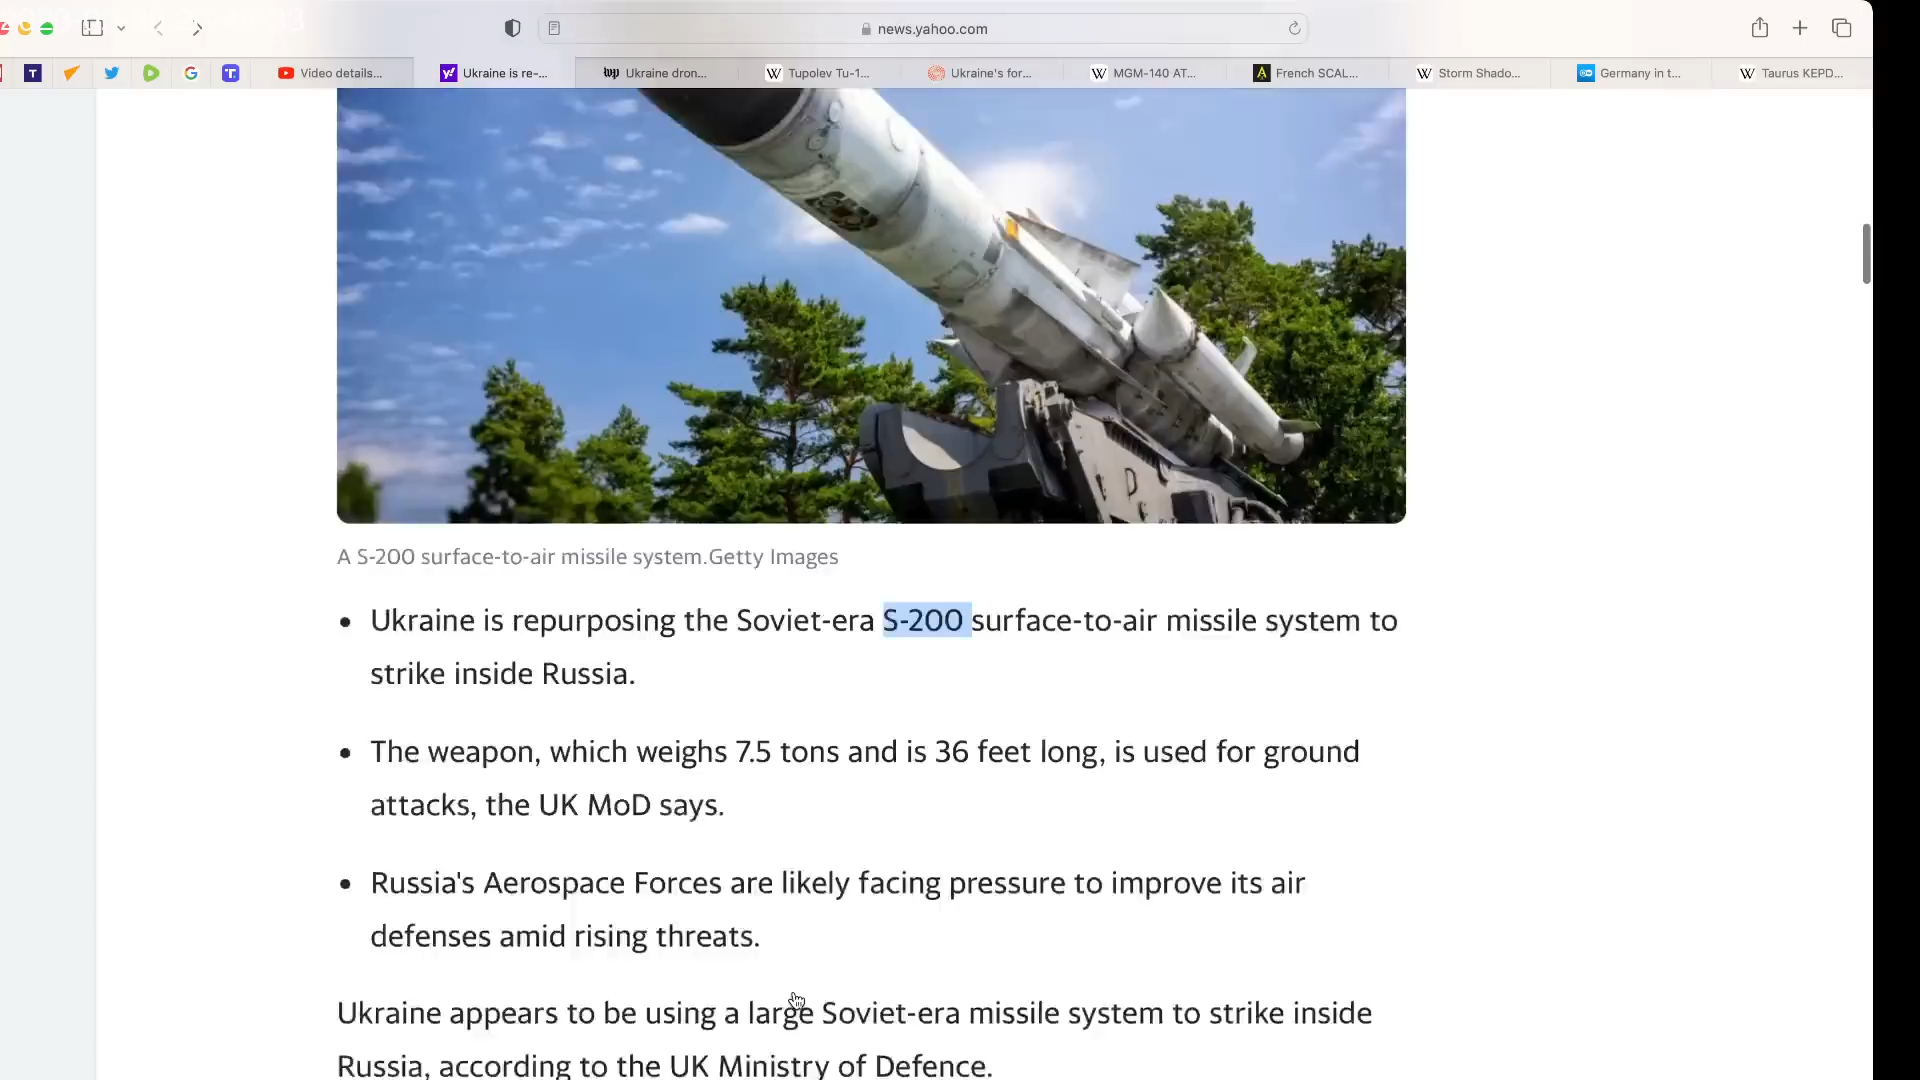 news.yahoo.com
Video details...
Ukraine is re-...
Ukraine dron...
Tupolev Tu-1...
Ukraine's for...
MGM-140 AT...
French SCAL...
Storm Shado...
Germany in t...
Taurus KEPD...
A S-200 surface-to-air missile system.Getty Images
• Ukraine is repurposing the Soviet-era S-200 surface-to-air missile system to
strike inside Russia.
• The weapon, which weighs 7.5 tons and is 36 feet long, is used for ground
attacks, the UK MoD says.
• Russia's Aerospace Forces are likely facing pressure to improve its air
defenses amid rising threats.
Ukraine appears to be using a large Soviet-era missile system to strike inside
Russia, according to the UK Ministry of Defence.